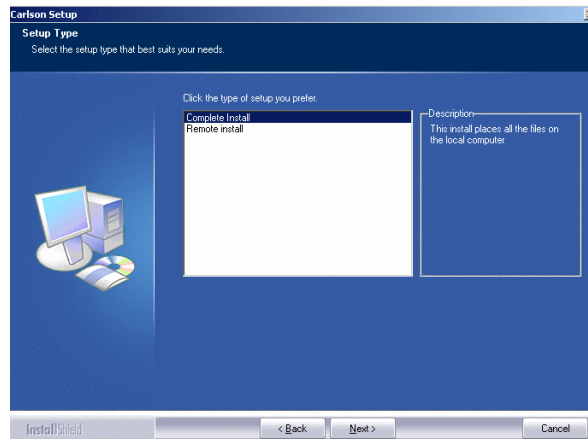 Carlson Setup
Setup Type
Select the setup type that best suits your needs.
Click the type of setup you prefer.
Complete Install
Remote install
Description
This install places all the files on
the local computer
InstallShield
< Back
Next >
Cancel